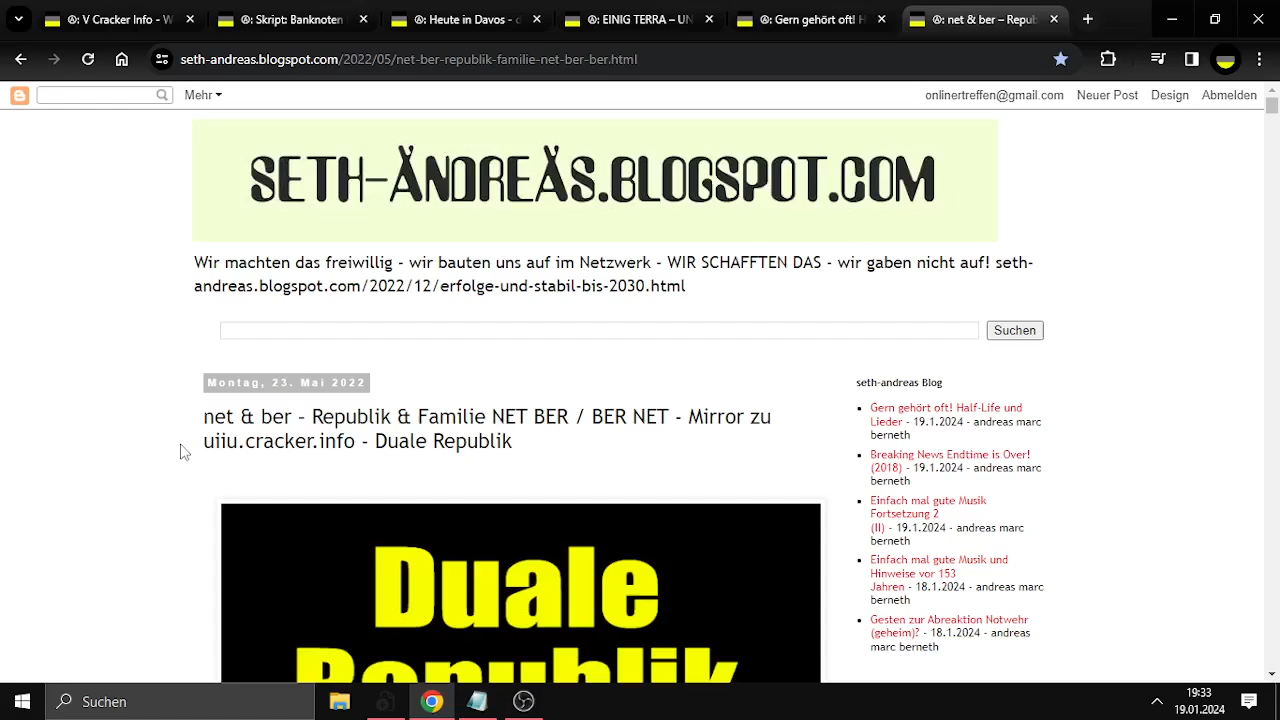 Ⓐ: V Cracker Info - W
Ⓐ: Skript: Banknoten
Ⓐ: Heute in Davos - d
Ⓐ: EINIG TERRA – UN
Ⓐ: Gern gehört oft! H
Ⓐ: net & ber – Repub
seth-andreas.blogspot.com/2022/05/net-ber-republik-familie-net-ber-ber.html
Mehr
onlinertreffen@gmail.com Neuer Post Design Abmelden
SETH-ÄNDREÄS.BLOGSPOT.COM
Wir machten das freiwillig - wir bauten uns auf im Netzwerk - WIR SCHAFFTEN DAS - wir gaben nicht auf! seth-
andreas.blogspot.com/2022/12/erfolge-und-stabil-bis-2030.html
Suchen
Montag, 23. Mai 2022
net & ber - Republik & Familie NET BER / BER NET - Mirror zu
uiiu.cracker.info - Duale Republik
Duale
Republik
seth-andreas Blog
Gern gehört oft! Half-Life und
Lieder - 19.1.2024 - andreas marc
berneth
Breaking News Endtime is Over!
(2018) - 19.1.2024 - andreas marc
berneth
Einfach mal gute Musik
Fortsetzung 2
(II) - 19.1.2024 - andreas marc
berneth
Einfach mal gute Musik und
Hinweise vor 153
Jahren - 18.1.2024 - andreas marc
berneth
Gesten zur Abreaktion Notwehr
(geheim)? - 18.1.2024 - andreas
marc berneth
Suchen
19:33
19.01.2024